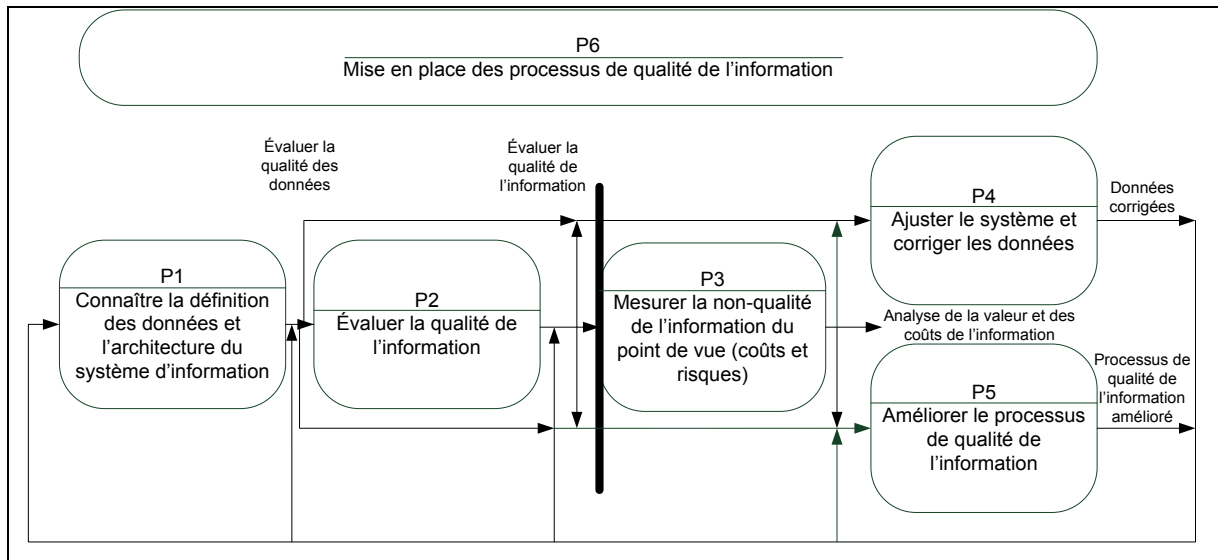 P6
Mise en place des processus de qualité de l’information
Évaluer la
qualité des
données
Évaluer la
qualité de
l’information
P1
Connaître la définition
des données et
l’architecture du
système d’information
P2
Évaluer la qualité de
l’information
P3
Mesurer la non-qualité
de l’information du
point de vue (coûts et
risques)
P4
Ajuster le système et
corriger les données
Données
corrigées
Analyse de la valeur et des
coûts de l’information
P5
Améliorer le processus
de qualité de
l’information
Processus de
qualité de
l’information
amélioré